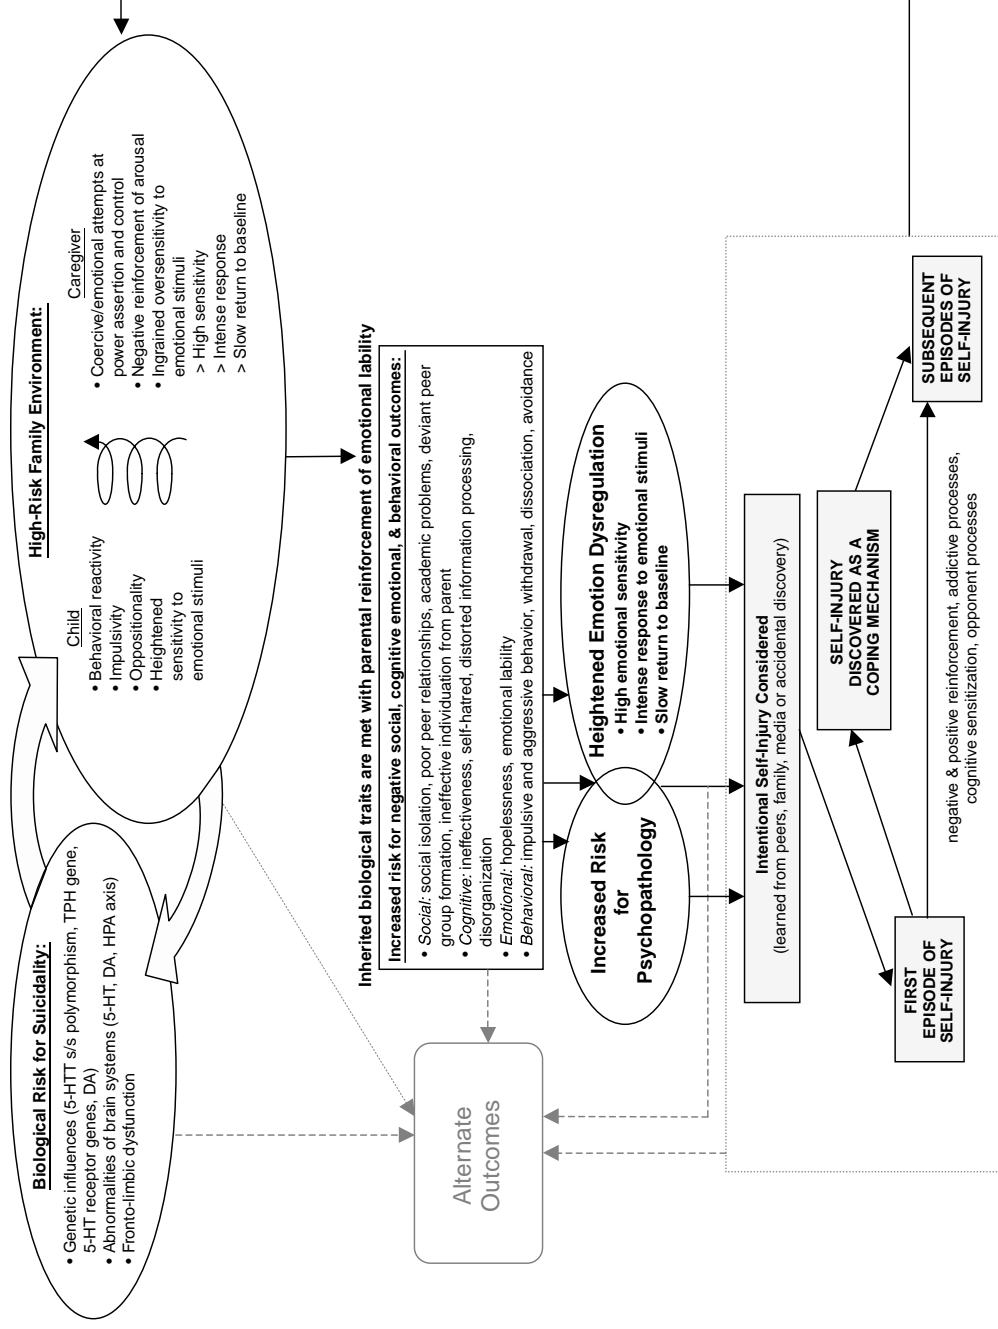 Biological Risk for Suicidality:
• Genetic influences (5-HTT s/s polymorphism, TPH gene,
5-HT receptor genes, DA)
• Abnormalities of brain systems (5-HT, DA, HPA axis)
• Fronto-limbic dysfunction
High-Risk Family Environment:
Child
• Behavioral reactivity
• Impulsivity
• Oppositionality
• Heightened
sensitivity to
emotional stimuli
Caregiver
• Coercive/emotional attempts at
power assertion and control
• Negative reinforcement of arousal
• Ingrained oversensitivity to
emotional stimuli
> High sensitivity
> Intense response
> Slow return to baseline
Inherited biological traits are met with parental reinforcement of emotional lability
Increased risk for negative social, cognitive emotional, & behavioral outcomes:
• Social: social isolation, poor peer relationships, academic problems, deviant peer
group formation, ineffective individuation from parent
• Cognitive: ineffectiveness, self-hatred, distorted information processing,
disorganization
• Emotional: hopelessness, emotional lability
• Behavioral: impulsive and aggressive behavior, withdrawal, dissociation, avoidance
Alternate
Outcomes
Increased Risk
for
Psychopathology
Heightened Emotion Dysregulation
• High emotional sensitivity
• Intense response to emotional stimuli
• Slow return to baseline
Intentional Self-Injury Considered
(learned from peers, family, media or accidental discovery)
FIRST
EPISODE OF
SELF-INJURY
SELF-INJURY
DISCOVERED AS A
COPING MECHANISM
SUBSEQUENT
EPISODES OF
SELF-INJURY
negative & positive reinforcement, addictive processes,
cognitive sensitization, opponent processes